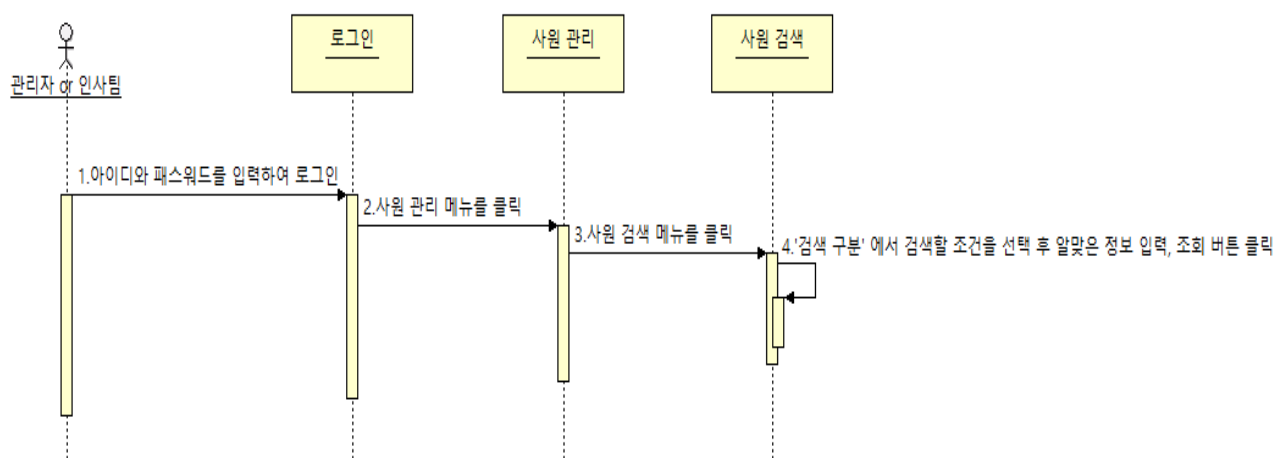 로그인
사원 관리
사원 검색
관리자 or 인사팀
1.아이디와 패스워드를 입력하여 로그인
2.사원 관리 메뉴를 클릭
3.사원 검색 메뉴를 클릭
4.'검색 구분' 에서 검색할 조건을 선택 후 알맞은 정보 입력, 조회 버튼 클릭